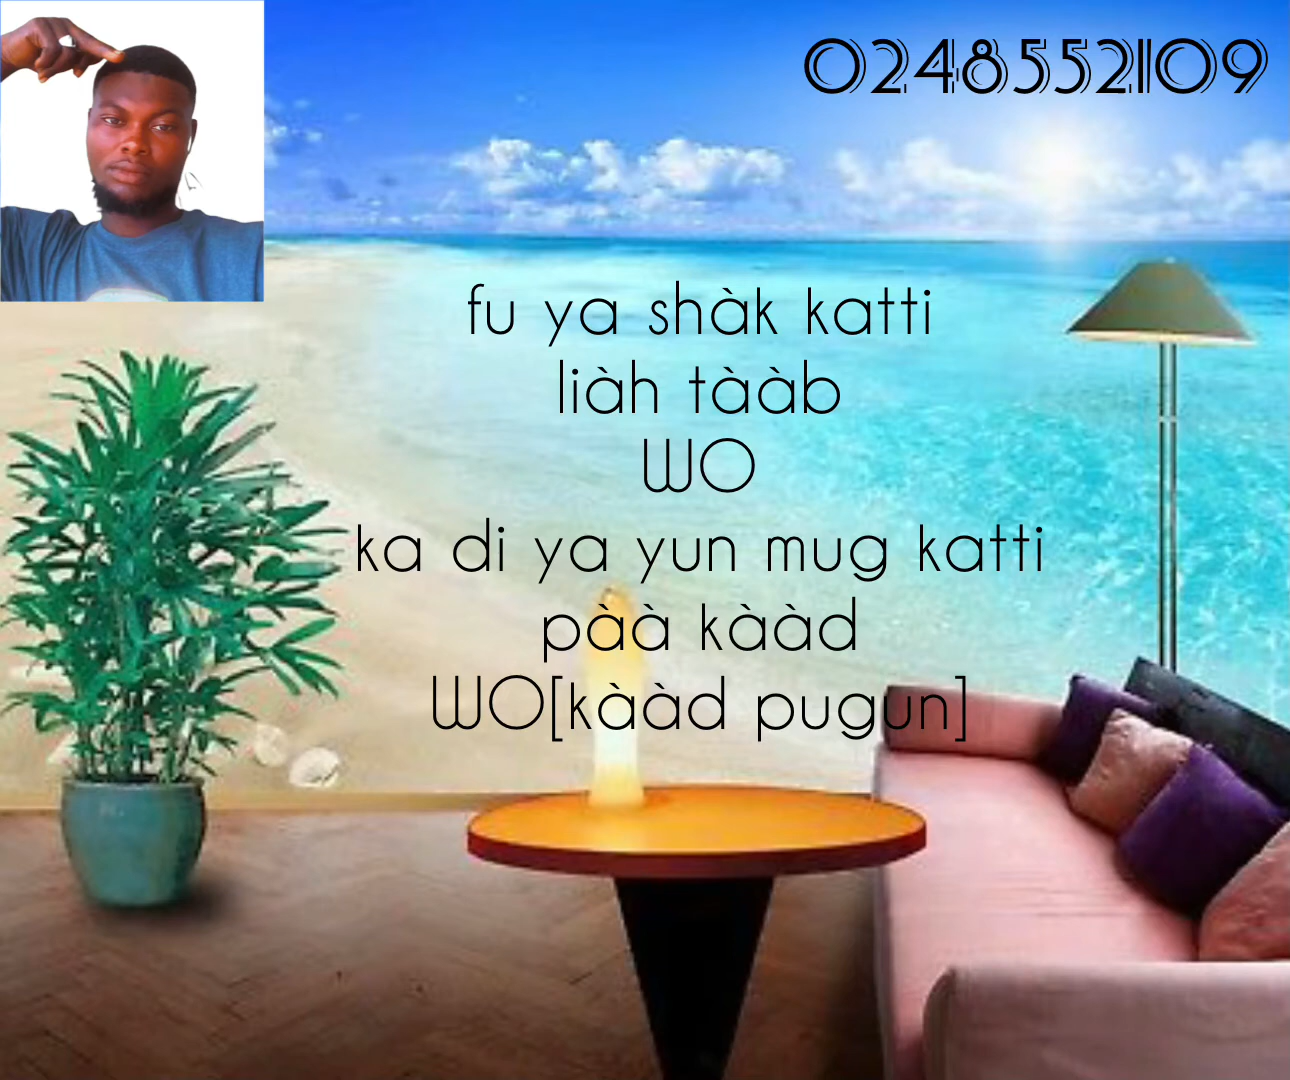 0248552109
fu ya shàk katti
liàh tààb
WO
ka di ya yun mug katti
pàà kààd
WO[kààd pugun]